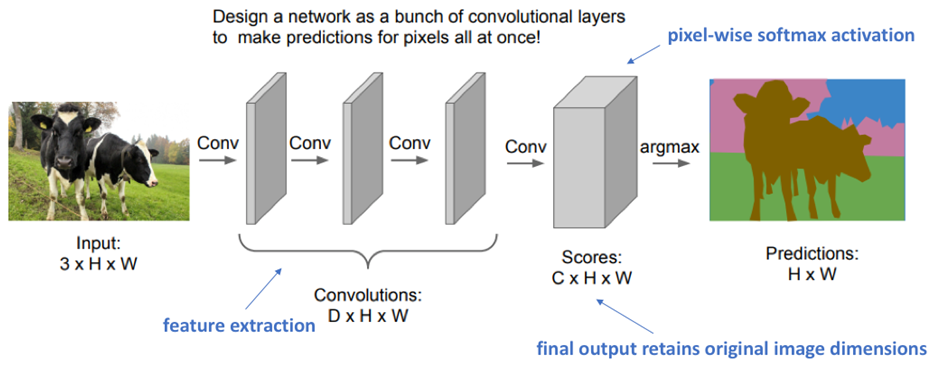 Design a network as a bunch of convolutional layers
to make predictions for pixels all at once!
pixel-wise softmax activation
Conv
Conv
Conv
Conv
argmax
Input:
3 x H x W
Convolutions:
D x H x W
Scores:
C x H x W
Predictions:
H x W
feature extraction
final output retains original image dimensions